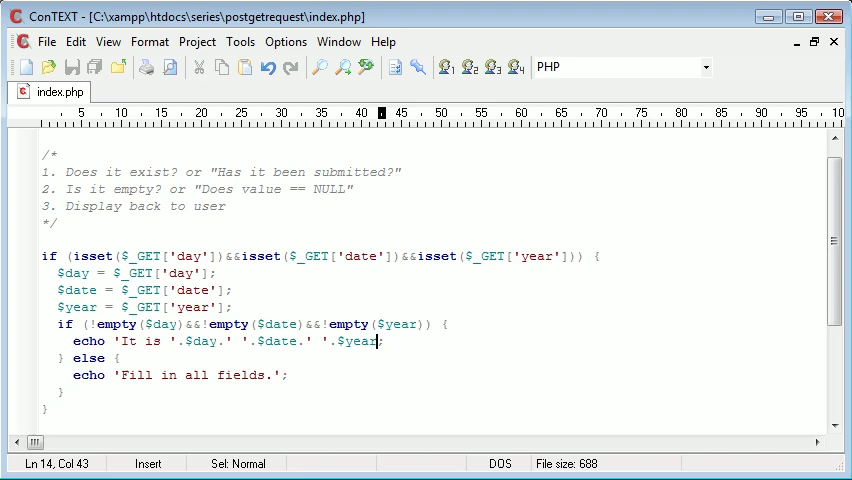 ConTEXT - [C:\xampp\htdocs\series\postgetrequest\index.php]
File Edit View Format Project Tools Options Window Help
1 2 3 4 PHP
index.php
5 10 15 20 25 30 35 40 45 50 55 60 65 70 75 80 85 90 95 10
/*
1. Does it exist? or "Has it been submitted?"
2. Is it empty? or "Does value == NULL"
3. Display back to user
*/
if (isset($_GET['day'])&&isset($_GET['date'])&&isset($_GET['year'])) {
$day = $_GET['day'];
$date = $_GET['date'];
$year = $_GET['year'];
if (!empty($day)&&!empty($date)&&!empty($year)) {
echo 'It is '.$day.' '.$date.' '.$year;
} else {
echo 'Fill in all fields.';
}
}
Ln 14, Col 43 Insert Sel: Normal DOS File size: 688